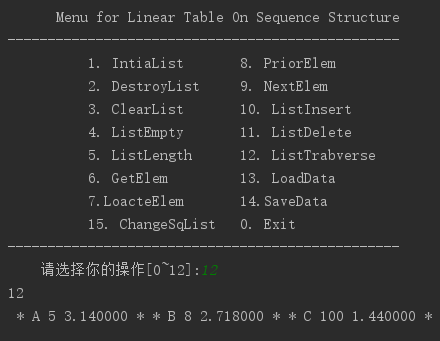 Menu for Linear Table On Sequence Structure
-------------------------------------------------
1. IntiaList 8. PriorElem
2. DestroyList 9. NextElem
3. ClearList 10. ListInsert
4. ListEmpty 11. ListDelete
5. ListLength 12. ListTrabverse
6. GetElem 13. LoadData
7.LoacteElem 14.SaveData
15. ChangeSqList 0. Exit
-------------------------------------------------
请选择你的操作[0~12]:12
12
* A 5 3.140000 * * B 8 2.718000 * * C 100 1.440000 *